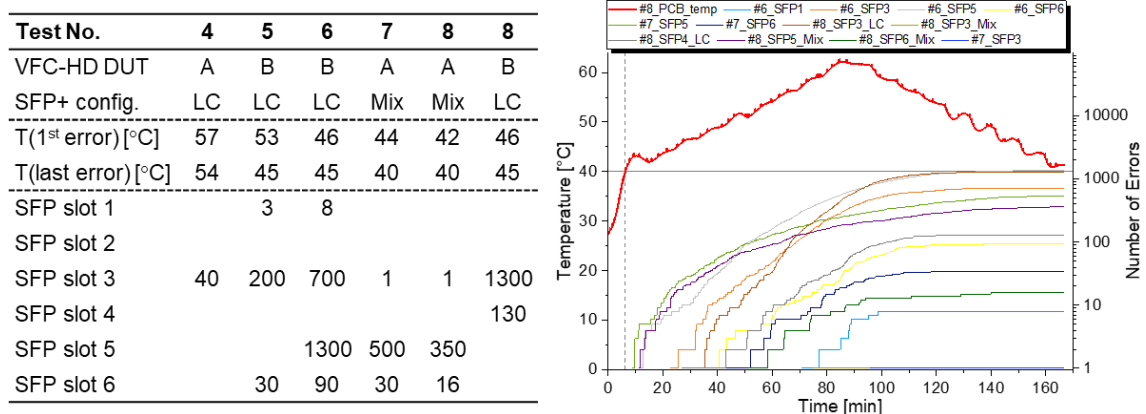 Test No. 4 5 6 7 8 8
VFC-HD DUT A B B A A B
SFP+ config. LC LC LC Mix Mix LC
T(1st error) [°C] 57 53 46 44 42 46
T(last error) [°C] 54 45 45 40 40 45
SFP slot 1 3 8
SFP slot 2
SFP slot 3 40 200 700 1 1 1300
SFP slot 4 130
SFP slot 5 1300 500 350
SFP slot 6 30 90 30 16
#8_PCB_temp #6_SFP1 #6_SFP3 #6_SFP5 #6_SFP6
#7_SFP5 #7_SFP6 #8_SFP3_LC #8_SFP3_Mix
#8_SFP4_LC #8_SFP5_Mix #8_SFP6_Mix #7_SFP3
Temperature [°C]
60
50
40
30
20
10
0
0 20 40 60 80 100 120 140 160
Time [min]
10000
1000
100
10
1
Number of Errors